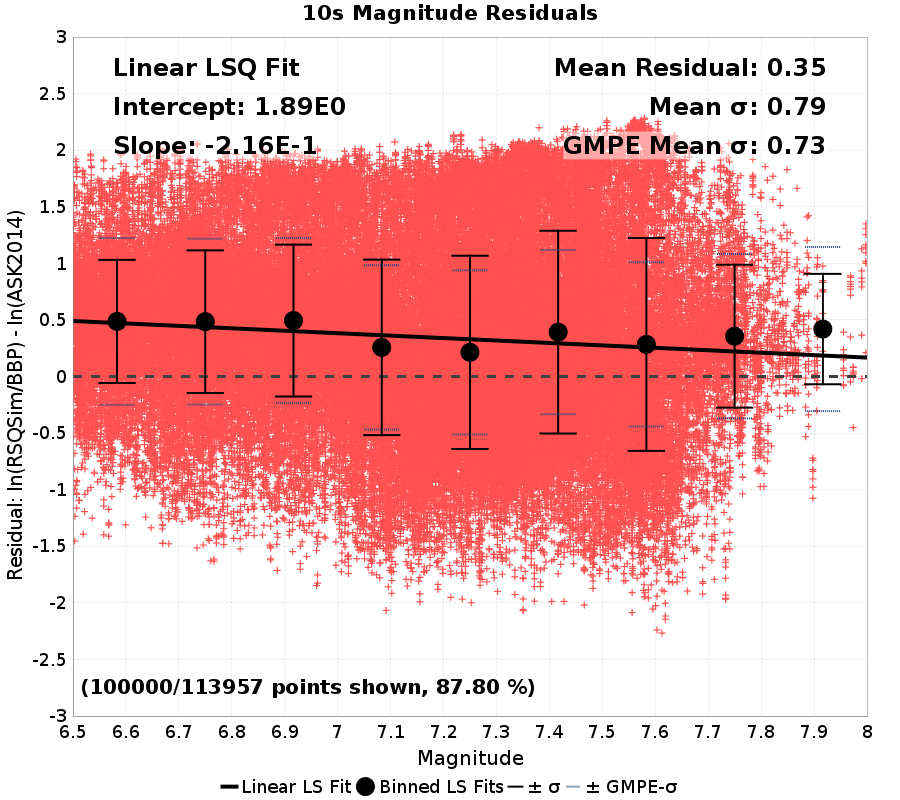 10s Magnitude Residuals
Linear LSQ Fit
Intercept: 1.89E0
Slope: -2.16E-1
Mean Residual: 0.35
Mean σ: 0.79
GMPE Mean σ: 0.73
Residual: ln(RSQSim/BBP) - ln(ASK2014)
3
2.5
2
1.5
1
0.5
0
-0.5
-1
-1.5
-2
-2.5
-3
(100000/113957 points shown, 87.80 %)
6.5 6.6 6.7 6.8 6.9 7 7.1 7.2 7.3 7.4 7.5 7.6 7.7 7.8 7.9 8
Magnitude
Linear LS Fit Binned LS Fits ± σ ± GMPE-σ